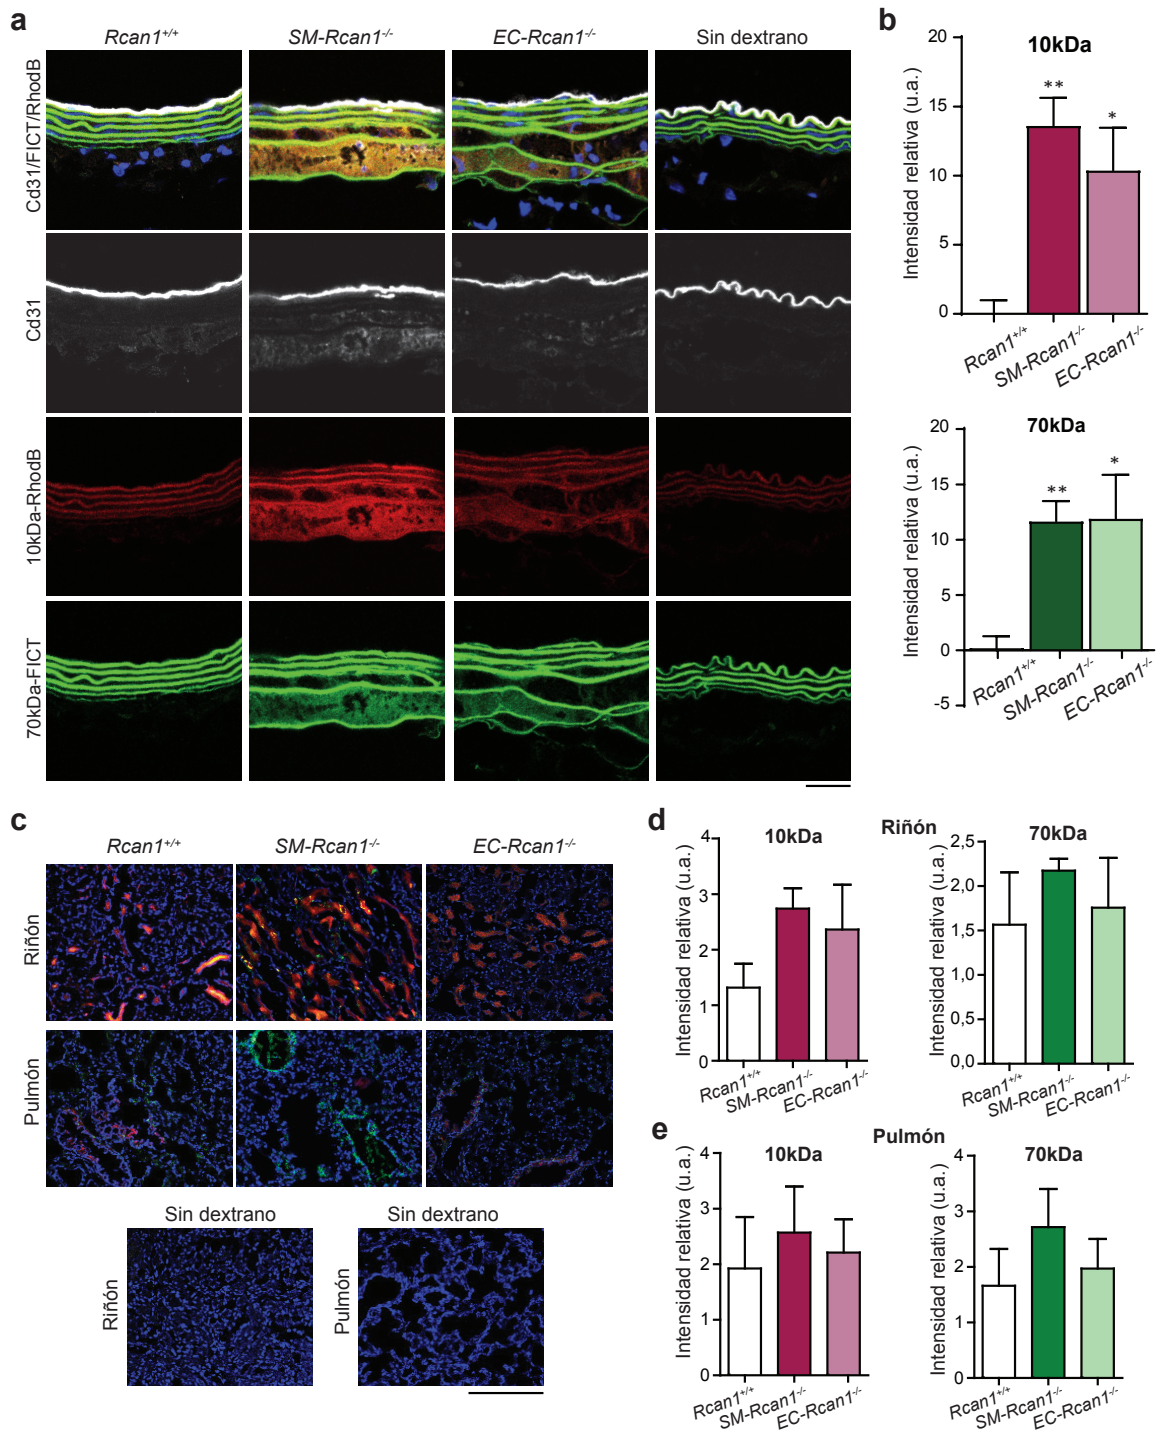 a
Rcan1+/+ SM-Rcan1-/- EC-Rcan1-/- Sin dextrano
Cd31/FICT/RhodB
Cd31
10kDa-RhodB
70kDa-FICT
b
10kDa
Intensidad relativa (u.a.)
20
15
10
5
0
**
*
Rcan1+/+
SM-Rcan1-/-
EC-Rcan1-/-
70kDa
Intensidad relativa (u.a.)
20
15
10
5
0
-5
**
*
Rcan1+/+
SM-Rcan1-/-
EC-Rcan1-/-
c
Rcan1+/+ SM-Rcan1-/- EC-Rcan1-/-
Riñón
Pulmón
Sin dextrano Sin dextrano
Riñón
Pulmón
d
Riñón
10kDa
Intensidad relativa (u.a.)
4
3
2
1
0
Rcan1+/+
SM-Rcan1-/-
EC-Rcan1-/-
70kDa
Intensidad relativa (u.a.)
2,5
2,0
1,5
1,0
0,5
0,0
Rcan1+/+
SM-Rcan1-/-
EC-Rcan1-/-
e
Pulmón
10kDa
Intensidad relativa (u.a.)
4
3
2
1
0
Rcan1+/+
SM-Rcan1-/-
EC-Rcan1-/-
70kDa
Intensidad relativa (u.a.)
4
3
2
1
0
Rcan1+/+
SM-Rcan1-/-
EC-Rcan1-/-